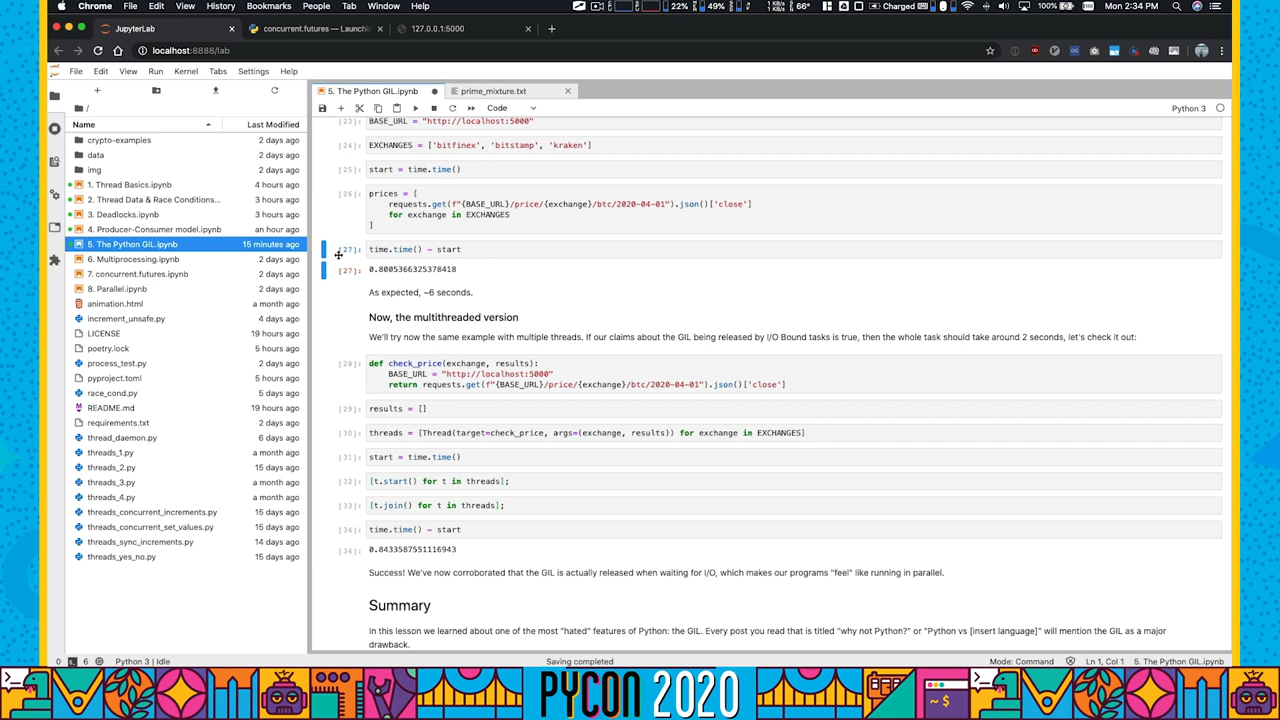 Chrome File Edit View History Bookmarks People Tab Window Help 22% 49% 66° Charged 100% Mon 2:34 PM
JupyterLab concurrent.futures — Launchi 127.0.0.1:5000
localhost:8888/lab
File Edit View Run Kernel Tabs Settings Help
5. The Python GIL.ipynb prime_mixture.txt
/
Code Python 3
Name Last Modified
crypto-examples 2 days ago
data 2 days ago
img 2 days ago
1. Thread Basics.ipynb 4 hours ago
2. Thread Data & Race Conditions... 3 hours ago
3. Deadlocks.ipynb 3 hours ago
4. Producer-Consumer model.ipynb an hour ago
5. The Python GIL.ipynb 15 minutes ago
6. Multiprocessing.ipynb 2 days ago
7. concurrent.futures.ipynb 2 days ago
8. Parallel.ipynb 2 days ago
animation.html a month ago
increment_unsafe.py 4 days ago
LICENSE 19 hours ago
poetry.lock 5 hours ago
process_test.py 2 days ago
pyproject.toml 5 hours ago
race_cond.py 5 days ago
README.md 19 hours ago
requirements.txt 2 days ago
thread_daemon.py 6 days ago
threads_1.py a month ago
threads_2.py 15 days ago
threads_3.py a month ago
threads_4.py a month ago
threads_concurrent_increments.py 15 days ago
threads_concurrent_set_values.py 15 days ago
threads_sync_increments.py 14 days ago
threads_yes_no.py 15 days ago
[23]: BASE_URL = "http://localhost:5000"
[24]: EXCHANGES = ['bitfinex', 'bitstamp', 'kraken']
[25]: start = time.time()
[26]: prices = [
requests.get(f"{BASE_URL}/price/{exchange}/btc/2020-04-01").json()['close']
for exchange in EXCHANGES
]
[27]: time.time() - start
[27]: 0.8005366325378418
As expected, ~6 seconds.
Now, the multithreaded version
We'll try now the same example with multiple threads. If our claims about the GIL being released by I/O Bound tasks is true, then the whole task should take around 2 seconds, let's check it out:
[28]: def check_price(exchange, results):
BASE_URL = "http://localhost:5000"
return requests.get(f"{BASE_URL}/price/{exchange}/btc/2020-04-01").json()['close']
[29]: results = []
[30]: threads = [Thread(target=check_price, args=(exchange, results)) for exchange in EXCHANGES]
[31]: start = time.time()
[32]: [t.start() for t in threads];
[33]: [t.join() for t in threads];
[34]: time.time() - start
[34]: 0.8433587551116943
Success! We've now corroborated that the GIL is actually released when waiting for I/O, which makes our programs "feel" like running in parallel.
Summary
In this lesson we learned about one of the most "hated" features of Python: the GIL. Every post you read that is titled "why not Python?" or "Python vs [insert language]" will mention the GIL as a major
drawback.
0 6 Python 3 | Idle Saving completed Mode: Command Ln 1, Col 1 5. The Python GIL.ipynb
PYCON 2020
~ $